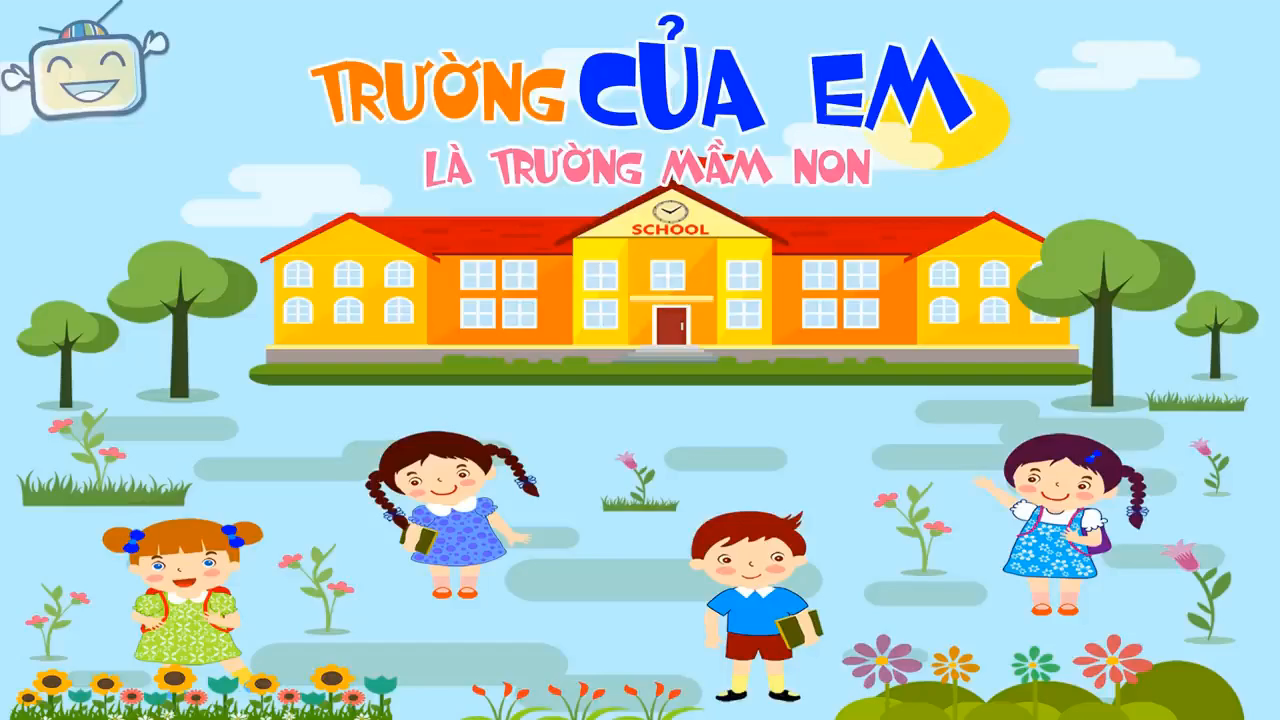 TRƯỜNG CỦA EM
LÀ TRƯỜNG MẦM NON
SCHOOL